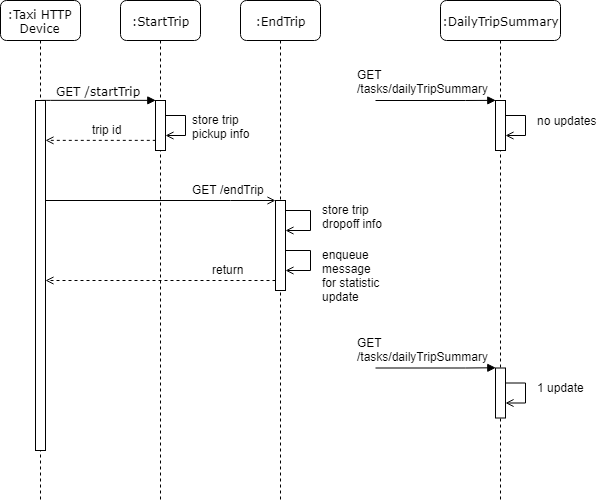 :Taxi HTTP
Device
:StartTrip
:EndTrip
:DailyTripSummary
GET
/tasks/dailyTripSummary
GET /startTrip
store trip
pickup info
no updates
trip id
GET /endTrip
store trip
dropoff info
enqueue
message
for statistic
update
return
GET
/tasks/dailyTripSummary
1 update